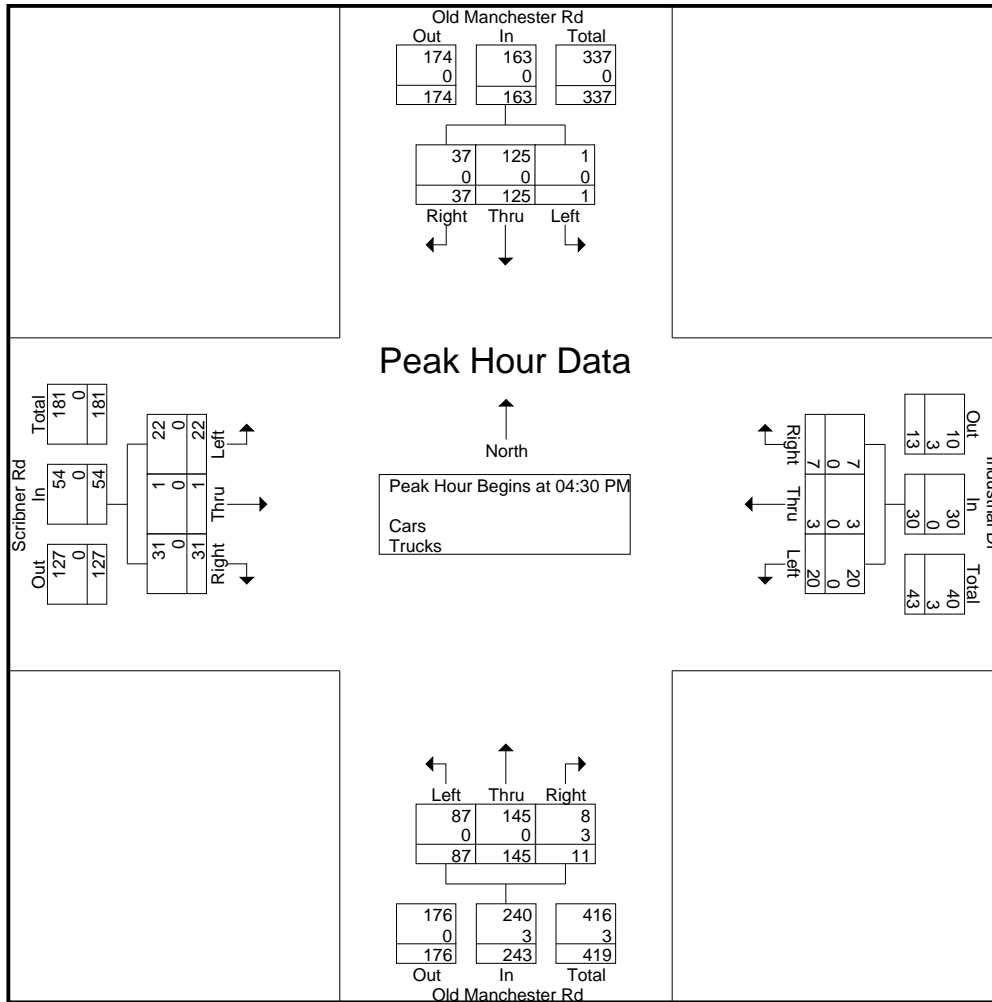 Old Manchester Rd
Out In Total
174 163 337
0 0 0
174 163 337
37 125 1
0 0 0
37 125 1
Right Thru Left
Peak Hour Data
North
Peak Hour Begins at 04:30 PM
Cars
Trucks
Scribner Rd
Total In Out
181 54 127
0 0 0
181 54 127
22 1 31
0 0 0
22 1 31
Left Thru Right
Right Thru Left
7 3 20
0 0 0
7 3 20
Out In Total
10 30 40
3 0 3
13 30 43
Left Thru Right
87 145 8
0 0 3
87 145 11
176 240 416
0 3 3
176 243 419
Out In Total
Old Manchester Rd